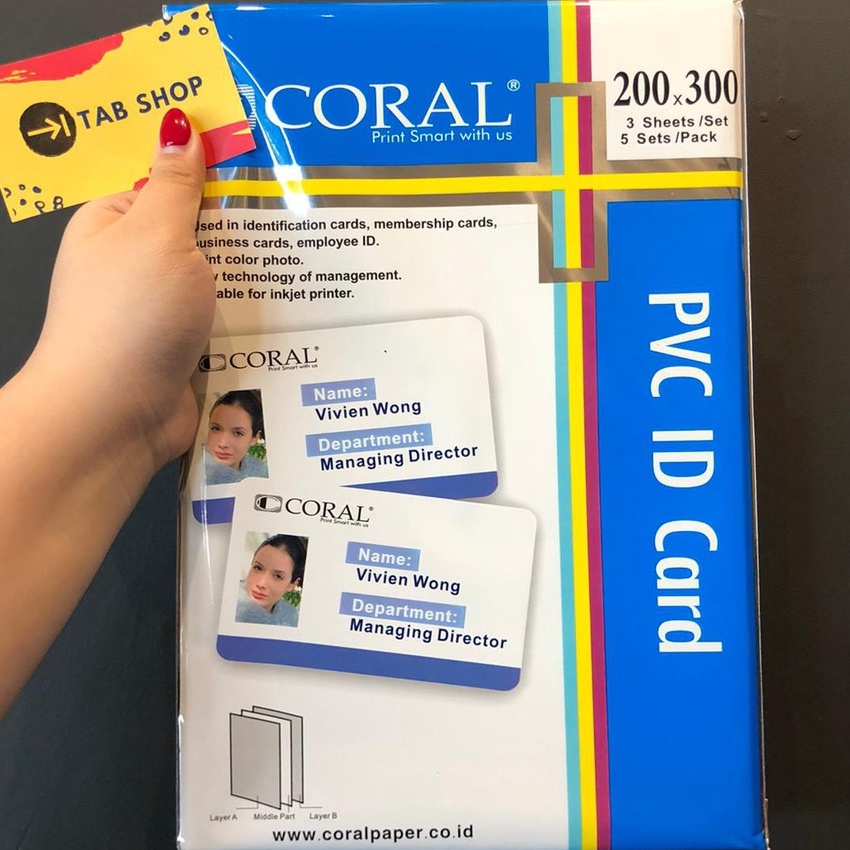 TAB SHOP
CORAL®
Print Smart with us
200x300
3 Sheets/Set
5 Sets/Pack
Used in identification cards, membership cards,
business cards, employee ID.
color photo.
technology of management.
for inkjet printer.
PVC ID Card
CORAL®
Print Smart with us
Name:
Vivien Wong
Department:
Managing Director
CORAL®
Print Smart with us
Name:
Vivien Wong
Department:
Managing Director
Layer A Middle Part Layer B
www.coralpaper.co.id